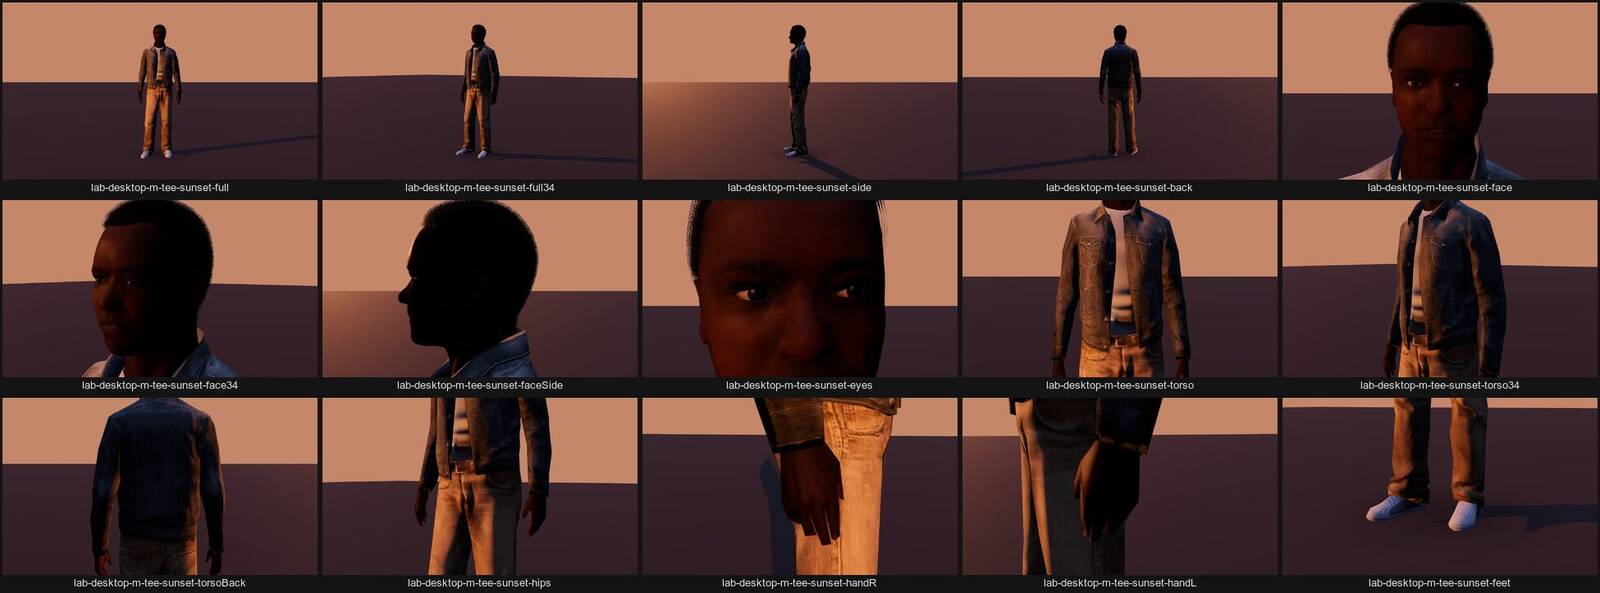 lab-desktop-m-tee-sunset-full
lab-desktop-m-tee-sunset-full34
lab-desktop-m-tee-sunset-side
lab-desktop-m-tee-sunset-back
lab-desktop-m-tee-sunset-face
lab-desktop-m-tee-sunset-face34
lab-desktop-m-tee-sunset-faceSide
lab-desktop-m-tee-sunset-eyes
lab-desktop-m-tee-sunset-torso
lab-desktop-m-tee-sunset-torso34
lab-desktop-m-tee-sunset-torsoBack
lab-desktop-m-tee-sunset-hips
lab-desktop-m-tee-sunset-handR
lab-desktop-m-tee-sunset-handL
lab-desktop-m-tee-sunset-feet